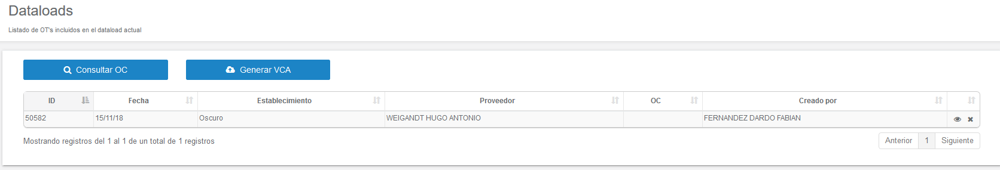 Dataloads
Listado de OT's incluidos en el dataload actual
Consultar OC Generar VCA
ID Fecha Establecimiento Proveedor OC Creado por
50582 15/11/18 Oscuro WEIGANDT HUGO ANTONIO FERNANDEZ DARDO FABIAN
Mostrando registros del 1 al 1 de un total de 1 registros Anterior 1 Siguiente